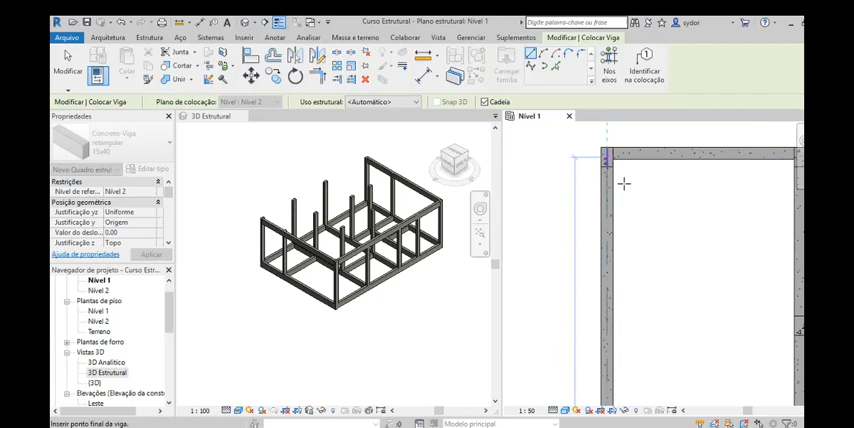 Curso Estrutural - Plano estrutural: Nível 1
Digite palavra-chave ou frase
sydor
Arquivo Arquitetura Estrutura Aço Sistemas Inserir Anotar Analisar Massa e terreno Colaborar Vista Gerenciar Suplementos Modificar | Colocar Viga
Modificar
Colar
Junta
Cortar
Unir
Carregar família
Nos eixos
Identificar na colocação
Modificar | Colocar Viga Plano de colocação: Nível : Nível 2 Uso estrutural: <Automático> Snap 3D Cadeia
Propriedades
3D Estrutural
Nível 1
Concreto-Viga retangular
15x40
Novo Quadro estrut
Editar tipo
Restrições
Nível de refer... Nível 2
Posição geométrica
Justificação yz Uniforme
Justificação y Origem
Valor do deslo... 0.00
Justificação z Topo
Ajuda de propriedades Aplicar
Navegador de projeto - Curso Estr...
Nível 1
Nível 2
Plantas de piso
Nível 1
Nível 2
Terreno
Plantas de forro
Vistas 3D
3D Analítico
3D Estrutural
{3D}
Elevações (Elevação da constr
Leste
1 : 100
1 : 50
Inserir ponto final da viga.
:0
Modelo principal
:0